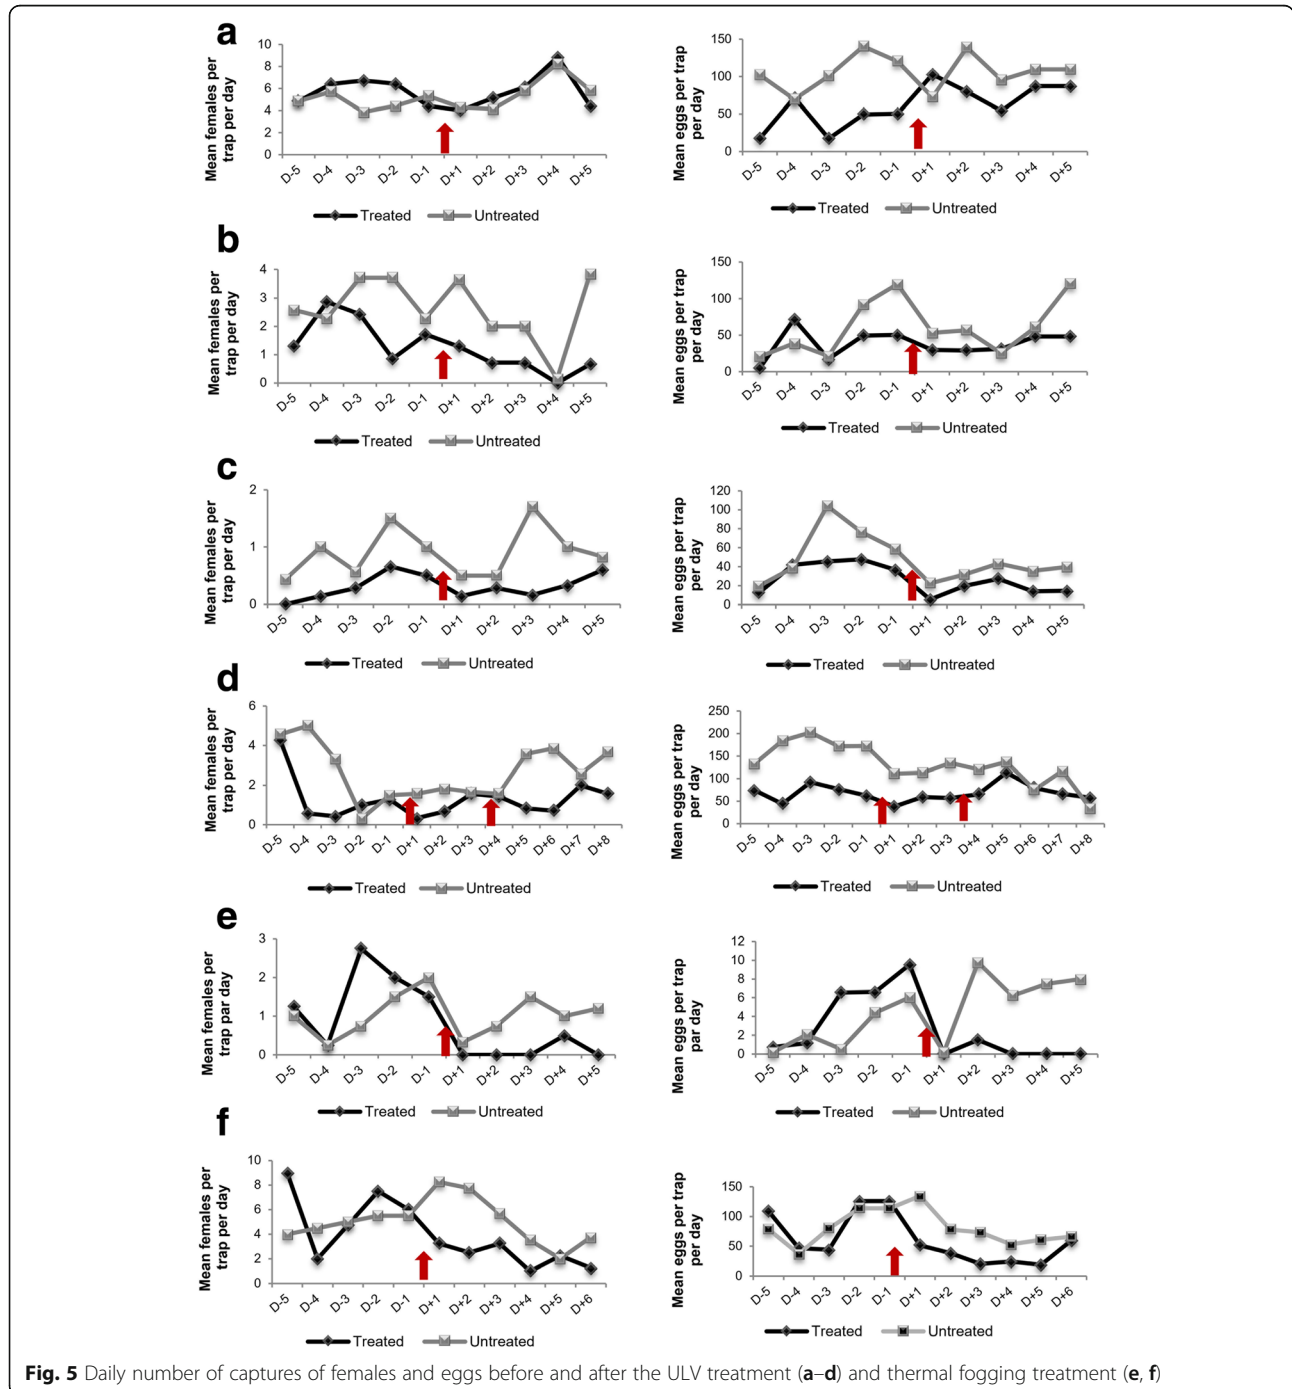 a
Mean females per
trap per day
10
8
6
4
2
0
D-5 D-4 D-3 D-2 D-1 D+1 D+2 D+3 D+4 D+5
Treated Untreated
Mean eggs per trap
per day
150
100
50
0
D-5 D-4 D-3 D-2 D-1 D+1 D+2 D+3 D+4 D+5
Treated Untreated
b
Mean females per
trap per day
4
3
2
1
0
D-5 D-4 D-3 D-2 D-1 D+1 D+2 D+3 D+4 D+5
Treated Untreated
Mean eggs per trap
per day
150
100
50
0
D-5 D-4 D-3 D-2 D-1 D+1 D+2 D+3 D+4 D+5
Treated Untreated
c
Mean females per
trap per day
2
1
0
D-5 D-4 D-3 D-2 D-1 D+1 D+2 D+3 D+4 D+5
Treated Untreated
Mean eggs per trap
per day
120
100
80
60
40
20
0
D-5 D-4 D-3 D-2 D-1 D+1 D+2 D+3 D+4 D+5
Treated Untreated
d
Mean females per
trap per day
6
4
2
0
D-5 D-4 D-3 D-2 D-1 D+1 D+2 D+3 D+4 D+5 D+6 D+7 D+8
Treated Untreated
Mean eggs per trap
per day
250
200
150
100
50
0
D-5 D-4 D-3 D-2 D-1 D+1 D+2 D+3 D+4 D+5 D+6 D+7 D+8
Treated Untreated
e
Mean females per
trap par day
3
2
1
0
D-5 D-4 D-3 D-2 D-1 D+1 D+2 D+3 D+4 D+5
Treated Untreated
Mean eggs per trap
par day
12
10
8
6
4
2
0
D-5 D-4 D-3 D-2 D-1 D+1 D+2 D+3 D+4 D+5
Treated Untreated
f
Mean females per
trap per day
10
8
6
4
2
0
D-5 D-4 D-3 D-2 D-1 D+1 D+2 D+3 D+4 D+5 D+6
Treated Untreated
Mean eggs per trap
per day
150
100
50
0
D-5 D-4 D-3 D-2 D-1 D+1 D+2 D+3 D+4 D+5 D+6
Treated Untreated
Fig. 5 Daily number of captures of females and eggs before and after the ULV treatment (a–d) and thermal fogging treatment (e, f)